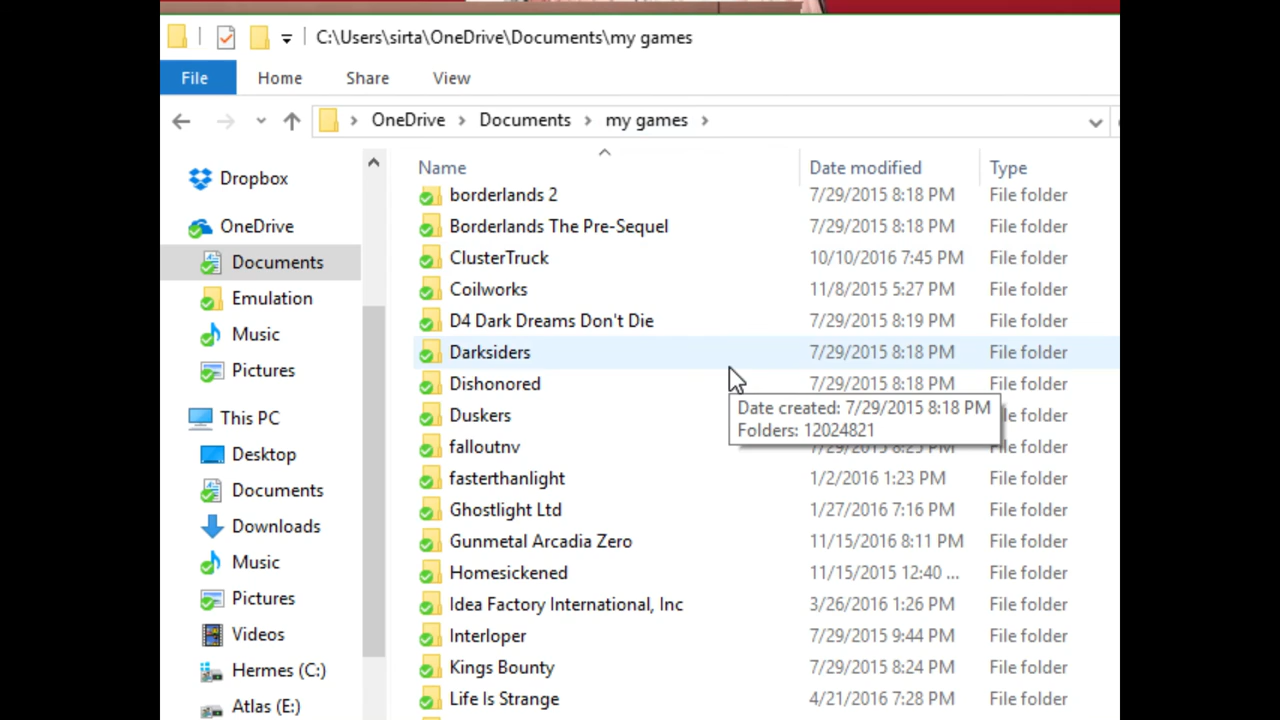 C:\Users\sirta\OneDrive\Documents\my games
File Home Share View
OneDrive Documents my games
Name Date modified Type
Dropbox
OneDrive
Documents
Emulation
Music
Pictures
This PC
Desktop
Documents
Downloads
Music
Pictures
Videos
Hermes (C:)
Atlas (E:)
borderlands 2 7/29/2015 8:18 PM File folder
Borderlands The Pre-Sequel 7/29/2015 8:18 PM File folder
ClusterTruck 10/10/2016 7:45 PM File folder
Coilworks 11/8/2015 5:27 PM File folder
D4 Dark Dreams Don't Die 7/29/2015 8:19 PM File folder
Darksiders 7/29/2015 8:18 PM File folder
Dishonored 7/29/2015 8:18 PM File folder
Date created: 7/29/2015 8:18 PM
Folders: 12024821
Duskers folder
falloutnv 7/29/2015 8:25 PM File folder
fasterthanlight 1/2/2016 1:23 PM File folder
Ghostlight Ltd 1/27/2016 7:16 PM File folder
Gunmetal Arcadia Zero 11/15/2016 8:11 PM File folder
Homesickened 11/15/2015 12:40 ... File folder
Idea Factory International, Inc 3/26/2016 1:26 PM File folder
Interloper 7/29/2015 9:44 PM File folder
Kings Bounty 7/29/2015 8:24 PM File folder
Life Is Strange 4/21/2016 7:28 PM File folder